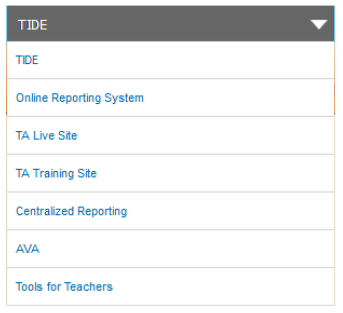 TIDE
TIDE
Online Reporting System
TA Live Site
TA Training Site
Centralized Reporting
AVA
Tools for Teachers